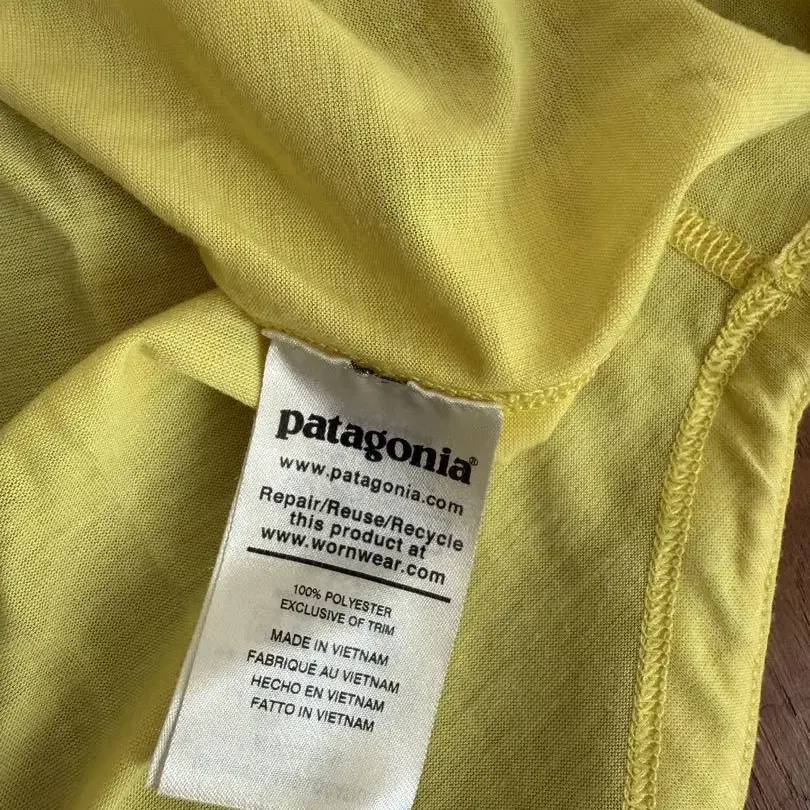 patagonia®
www.patagonia.com
Repair/Reuse/Recycle
this product at
www.wornwear.com
100% POLYESTER
EXCLUSIVE OF TRIM
MADE IN VIETNAM
FABRIQUÉ AU VIETNAM
HECHO EN VIETNAM
FATTO IN VIETNAM